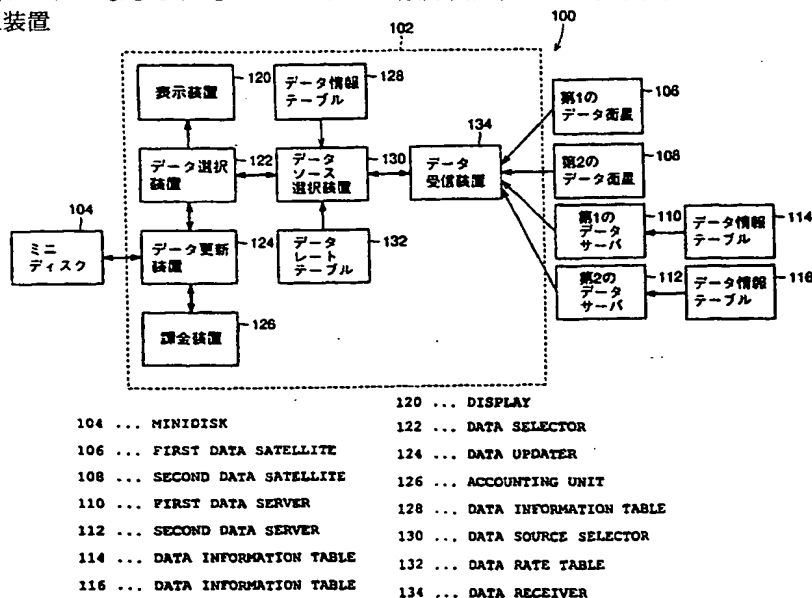 装置
102
100
表示装置
120
データ情報
テーブル
128
134
第1の
データ衛星
106
データ選択
装置
122
データ
ソース
選択装置
130
データ
受信装置
第2の
データ衛星
108
104
ミニ
ディスク
データ更新
装置
124
データ
レート
テーブル
132
第1の
データ
サーバ
110
データ情報
テーブル
114
課金装置
126
第2の
データ
サーバ
112
データ情報
テーブル
116
104 ... MINIDISK
106 ... FIRST DATA SATELLITE
108 ... SECOND DATA SATELLITE
110 ... FIRST DATA SERVER
112 ... SECOND DATA SERVER
114 ... DATA INFORMATION TABLE
116 ... DATA INFORMATION TABLE
120 ... DISPLAY
122 ... DATA SELECTOR
124 ... DATA UPDATER
126 ... ACCOUNTING UNIT
128 ... DATA INFORMATION TABLE
130 ... DATA SOURCE SELECTOR
132 ... DATA RATE TABLE
134 ... DATA RECEIVER